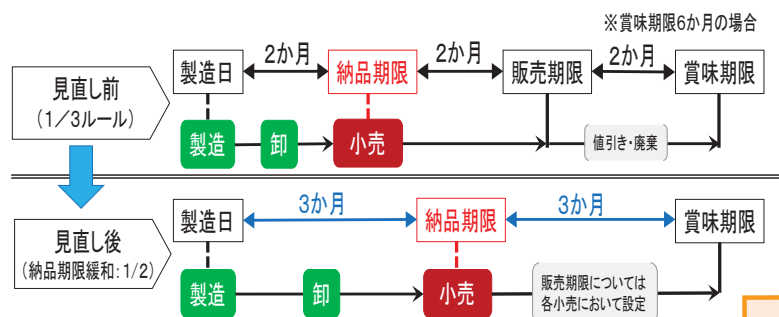 ※賞味期限6か月の場合
見直し前
(1/3ルール)
製造日
2か月
納品期限
2か月
販売期限
2か月
賞味期限
製造
卸
小売
値引き・廃棄
見直し後
(納品期限緩和:1/2)
製造日
3か月
納品期限
3か月
賞味期限
製造
卸
小売
販売期限については
各小売において設定